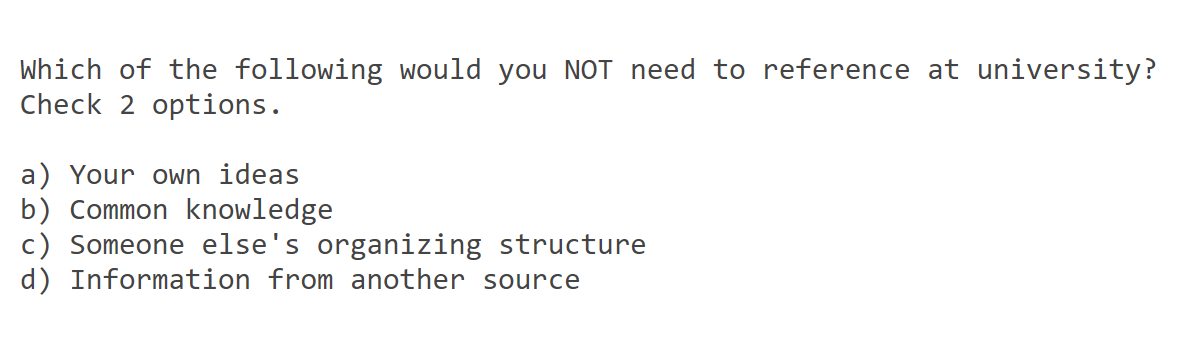 Which of the following would you NOT need to reference at university?
Check 2 options.
a) Your own ideas
b) Common knowledge
c) Someone else's organizing structure
d) Information from another source